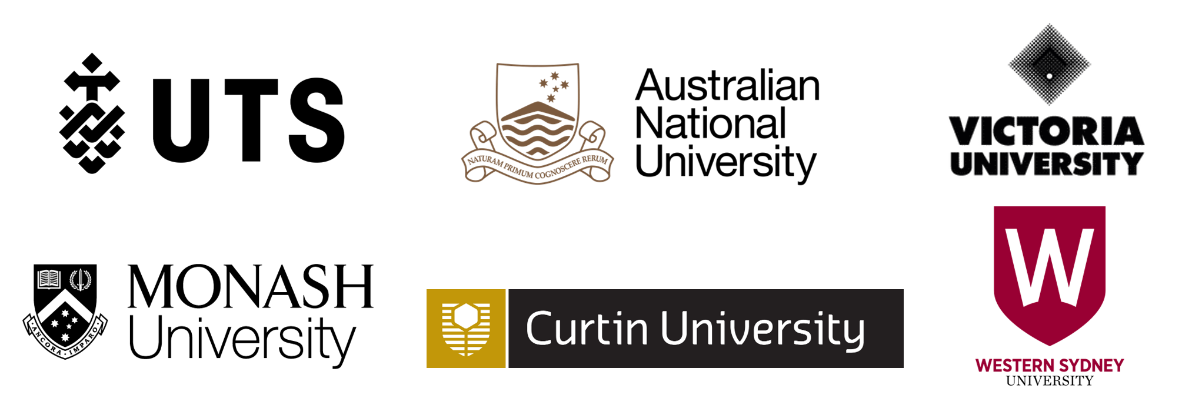 UTS
NATURAM PRIMUM COGNOSCERE RERUM
Australian
National
University
VICTORIA
UNIVERSITY
ANCORA · IMPARO
MONASH
University
Curtin University
W
WESTERN SYDNEY
UNIVERSITY